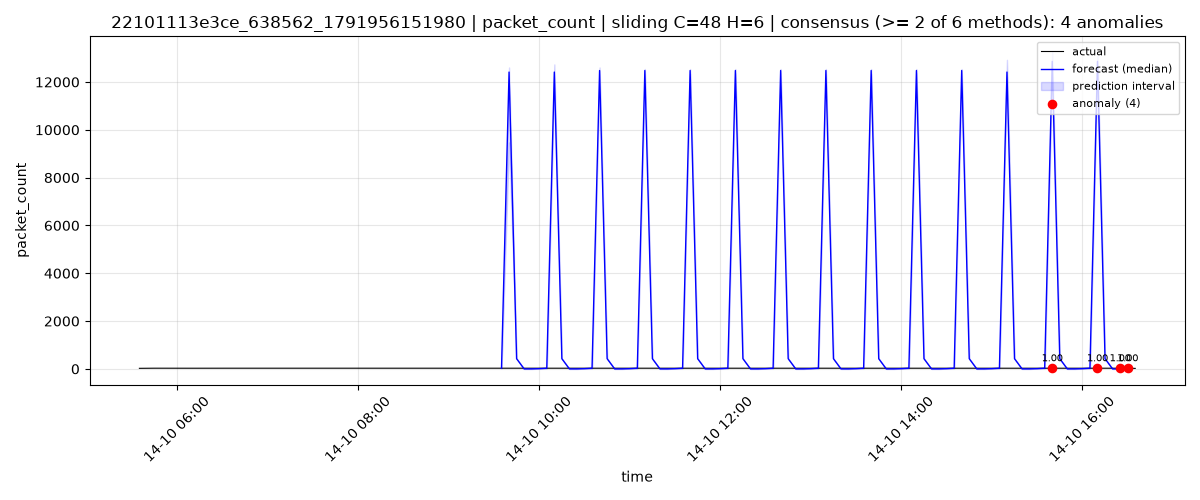 22101113e3ce_638562_1791956151980 | packet_count | sliding C=48 H=6 | consensus (>= 2 of 6 methods): 4 anomalies
actual
forecast (median)
prediction interval
anomaly (4)
packet_count
12000
10000
8000
6000
4000
2000
0
1.00
1.00
1.00
14-10 06:00
14-10 08:00
14-10 10:00
14-10 12:00
14-10 14:00
14-10 16:00
time